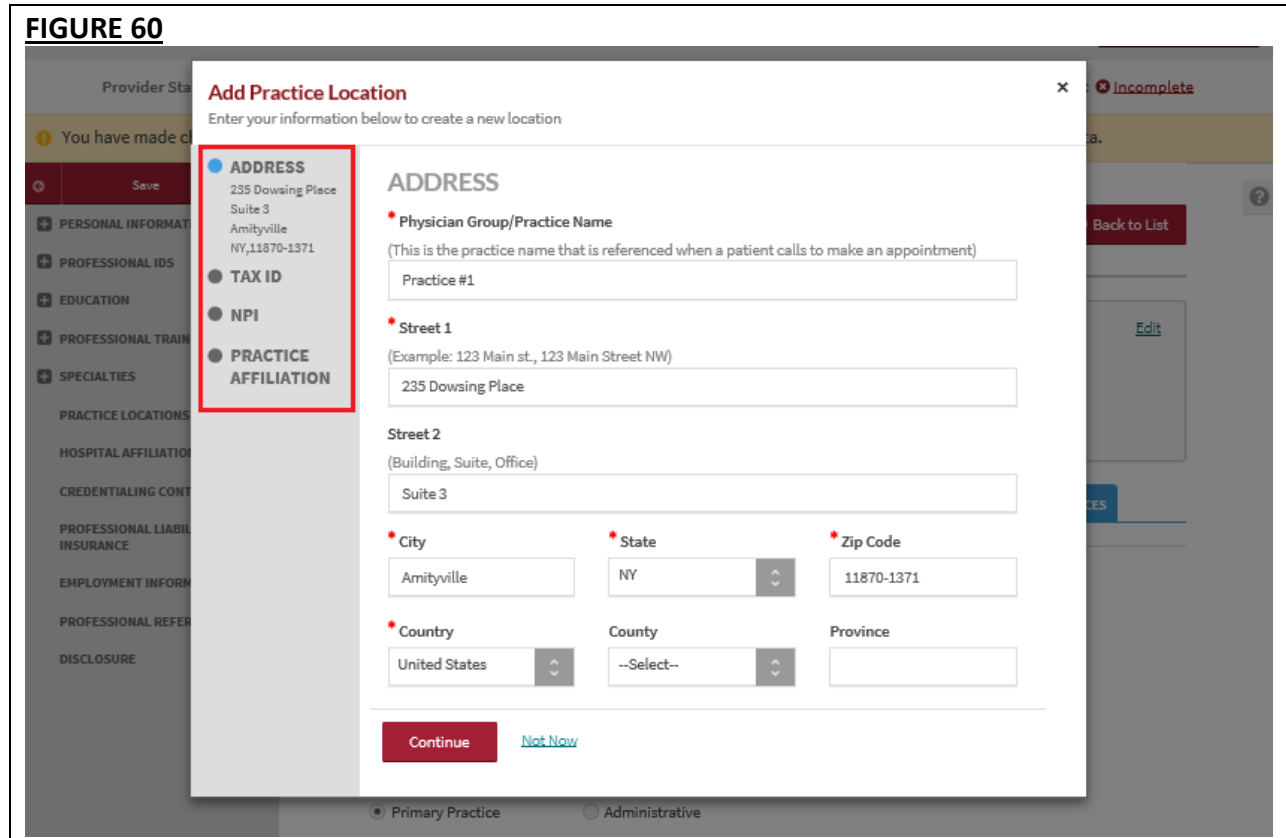 FIGURE 60
Provider Sta
Incomplete
You have made c
ta.
Add Practice Location
Enter your information below to create a new location
×
Save
PERSONAL INFORMAT
PROFESSIONAL IDS
EDUCATION
PROFESSIONAL TRAIN
SPECIALTIES
PRACTICE LOCATIONS
HOSPITAL AFFILIATIO
CREDENTIALING CONT
PROFESSIONAL LIABIL
INSURANCE
EMPLOYMENT INFORM
PROFESSIONAL REFER
DISCLOSURE
ADDRESS
235 Dowsing Place
Suite 3
Amityville
NY,11870-1371
TAX ID
NPI
PRACTICE
AFFILIATION
ADDRESS
* Physician Group/Practice Name
(This is the practice name that is referenced when a patient calls to make an appointment)
Practice #1
* Street 1
(Example: 123 Main st., 123 Main Street NW)
235 Dowsing Place
Street 2
(Building, Suite, Office)
Suite 3
* City * State * Zip Code
Amityville NY 11870-1371
* Country County Province
United States --Select--
Continue Not Now
?
Back to List
Edit
CES
Primary Practice Administrative